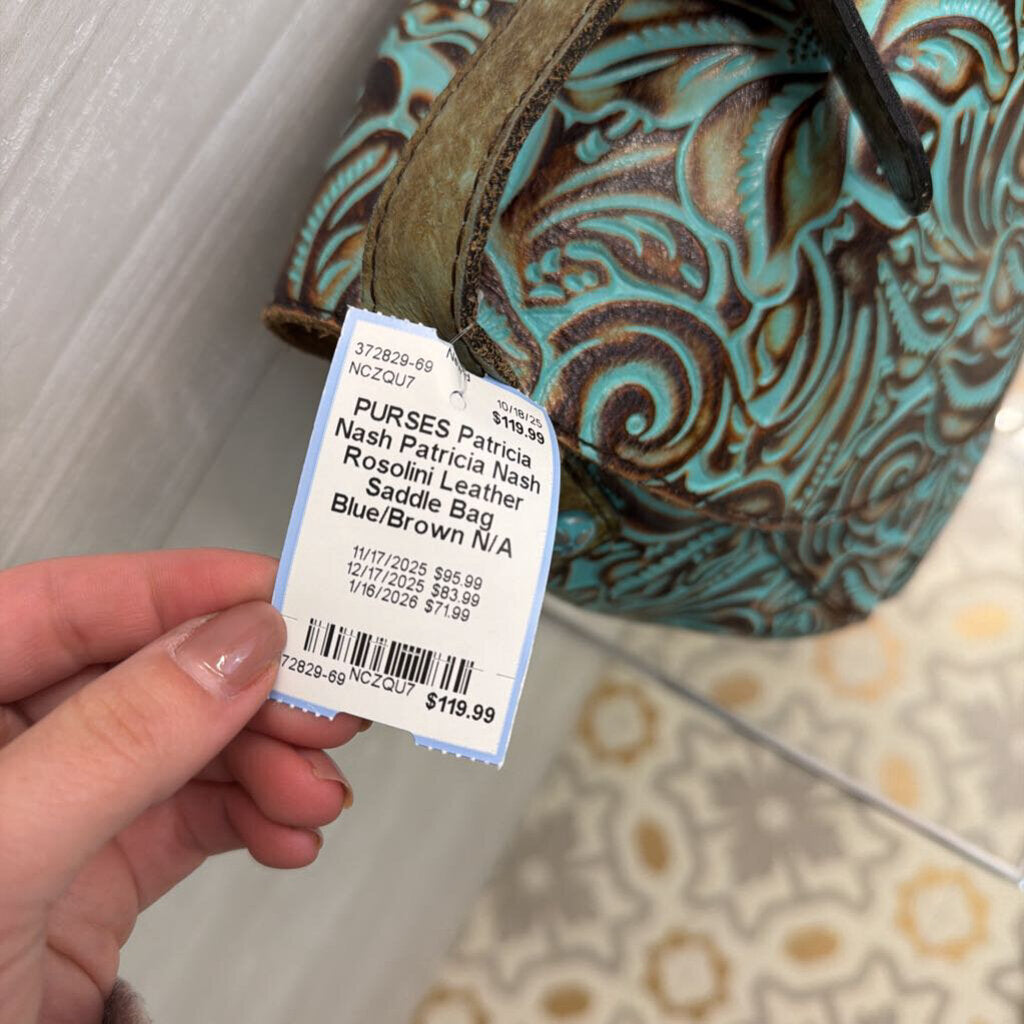 372829-69
NCZQU7
10/18/25
$119.99
PURSES Patricia
Nash Patricia Nash
Rosolini Leather
Saddle Bag
Blue/Brown N/A
11/17/2025 $95.99
12/17/2025 $83.99
1/16/2026 $71.99
72829-69 NCZQU7 $119.99